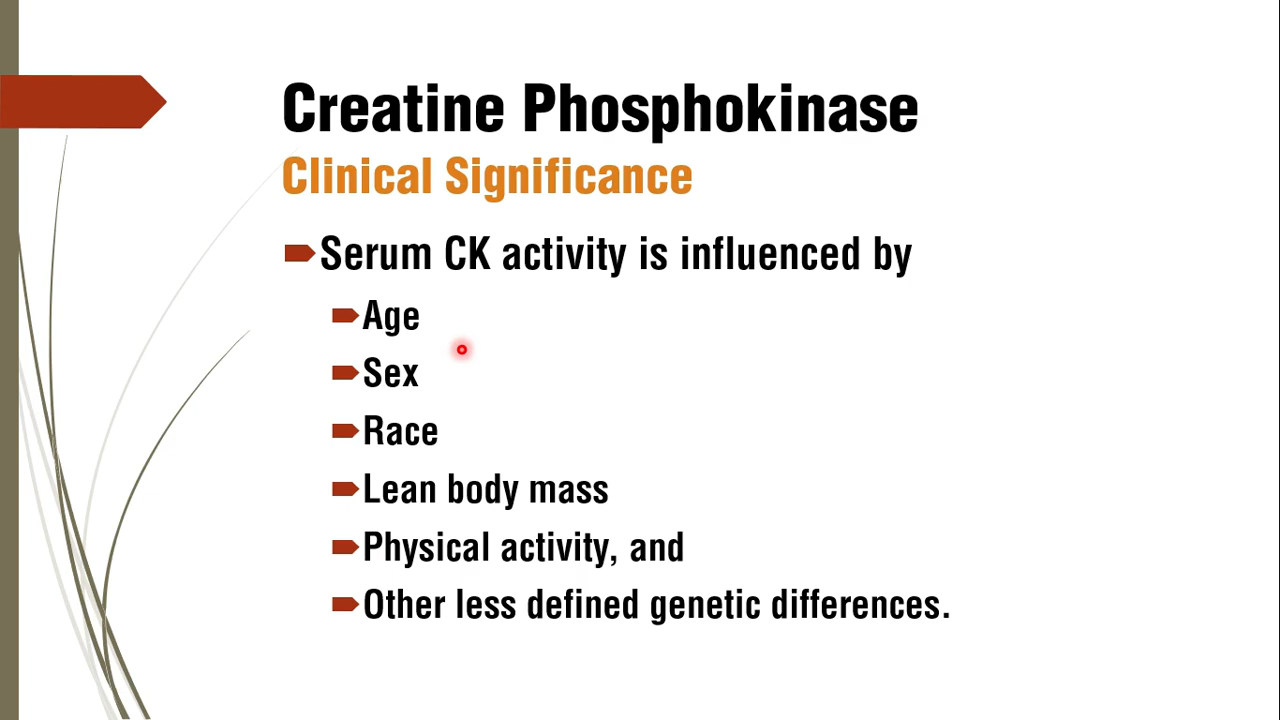 Creatine Phosphokinase
Clinical Significance
Serum CK activity is influenced by
Age
Sex
Race
Lean body mass
Physical activity, and
Other less defined genetic differences.